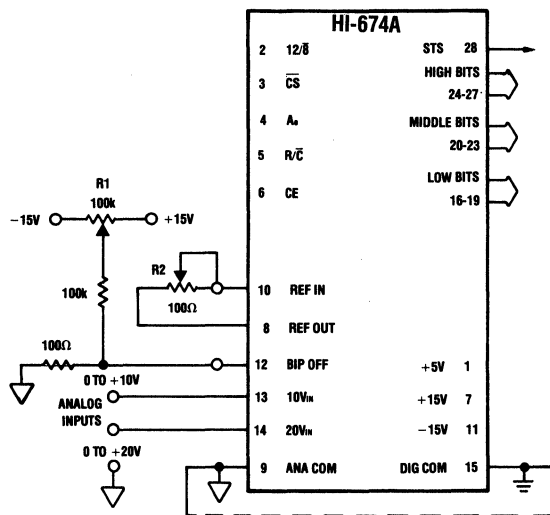 HI-674A
2 12/8̅
STS 28
3 C̅S̅
HIGH BITS
24-27
4 Ao
MIDDLE BITS
20-23
5 R/C̅
LOW BITS
16-19
6 CE
R1
100k
−15V
+15V
100k
R2
100Ω
10 REF IN
8 REF OUT
100Ω
12 BIP OFF
+5V 1
0 TO +10V
13 10VIN
+15V 7
ANALOG
INPUTS
14 20VIN
−15V 11
0 TO +20V
9 ANA COM
DIG COM 15